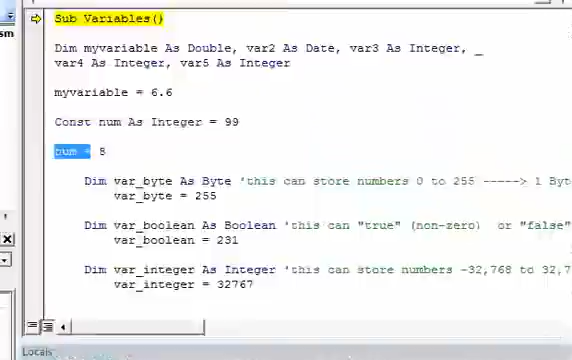 sm
Sub Variables()
Dim myvariable As Double, var2 As Date, var3 As Integer, _
var4 As Integer, var5 As Integer
myvariable = 6.6
Const num As Integer = 99
num = 8
Dim var_byte As Byte 'this can store numbers 0 to 255 -----> 1 Byt
var_byte = 255
Dim var_boolean As Boolean 'this can "true" (non-zero)  or "false"
var_boolean = 231
Dim var_integer As Integer 'this can store numbers -32,768 to 32,7
var_integer = 32767
Locals